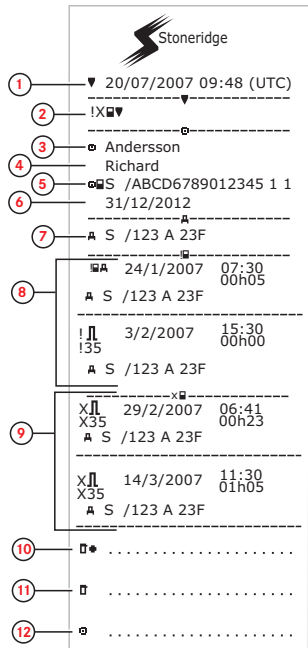 Stoneridge
1 ▼ 20/07/2007 09:48 (UTC)
2 !X▼
3 Andersson
4 Richard
5 S /ABCD6789012345 1 1
6 31/12/2012
7 S /123 A 23F
8 ! 24/1/2007 07:30
00h05
S /123 A 23F
! 3/2/2007 15:30
!35 00h00
S /123 A 23F
X
9 X 29/2/2007 06:41
X35 00h23
S /123 A 23F
X 14/3/2007 11:30
X35 01h05
S /123 A 23F
10 ......................
11 ......................
12 ......................